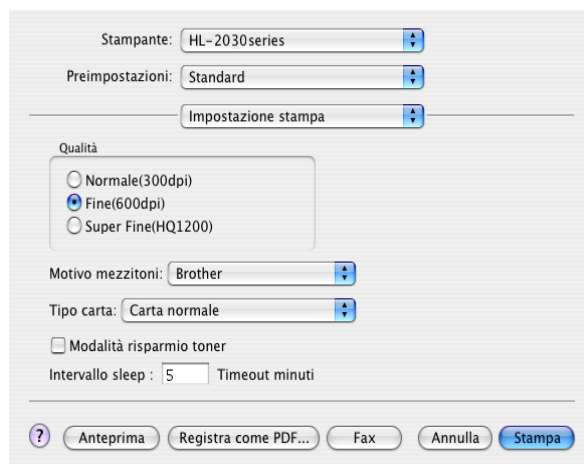 Stampante: HL-2030series
Preimpostazioni: Standard
Impostazione stampa
Qualità
Normale(300dpi)
Fine(600dpi)
Super Fine(HQ1200)
Motivo mezzitoni: Brother
Tipo carta: Carta normale
Modalità risparmio toner
Intervallo sleep : 5 Timeout minuti
? Anteprima Registra come PDF... Fax Annulla Stampa